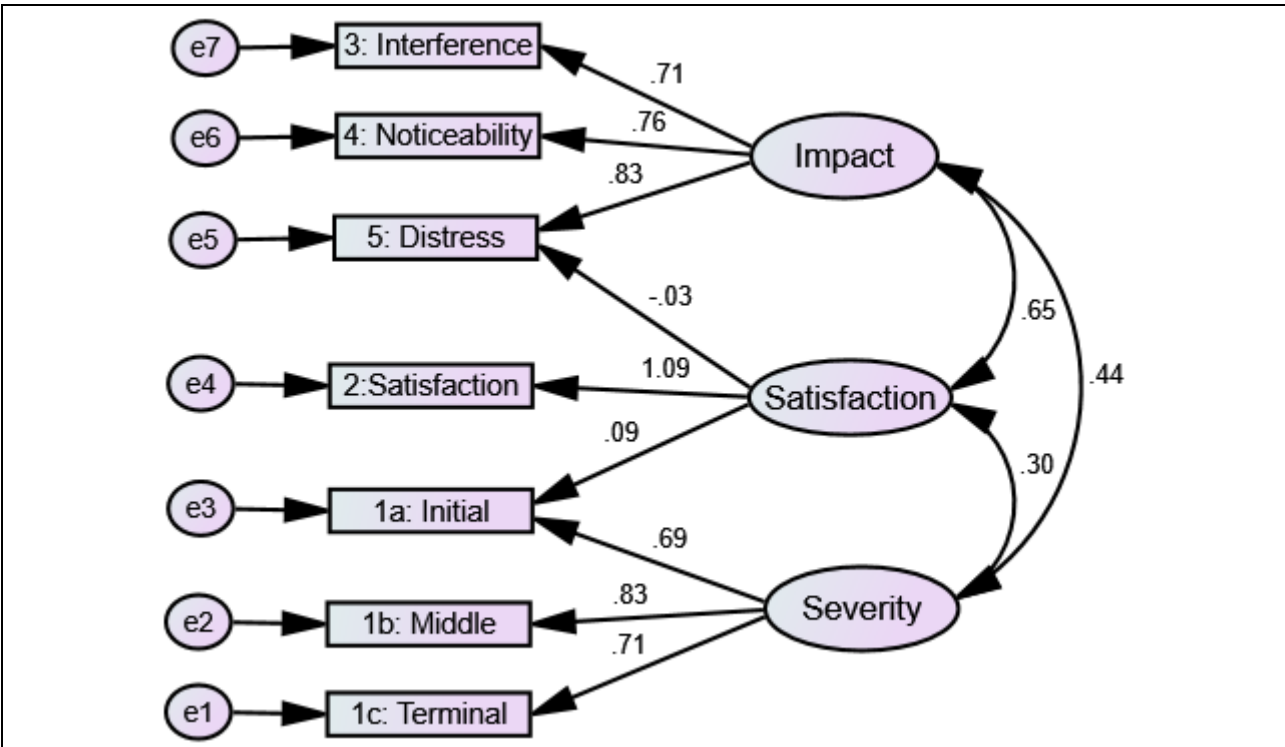 e7
3: Interference
.71
e6
4: Noticeability
.76
Impact
.83
e5
5: Distress
-.03
.65
.44
e4
2:Satisfaction
1.09
Satisfaction
.09
.30
e3
1a: Initial
.69
e2
1b: Middle
.83
Severity
.71
e1
1c: Terminal